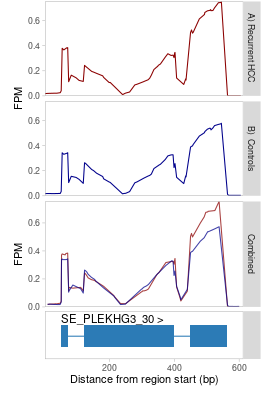 A) Recurrent HCC
0.6
0.4
0.2
0.0
FPM
B): Controls
0.6
0.4
0.2
0.0
Combined
0.6
0.4
0.2
0.0
FPM
SE_PLEKHG3_30 >
200
400
600
Distance from region start (bp)